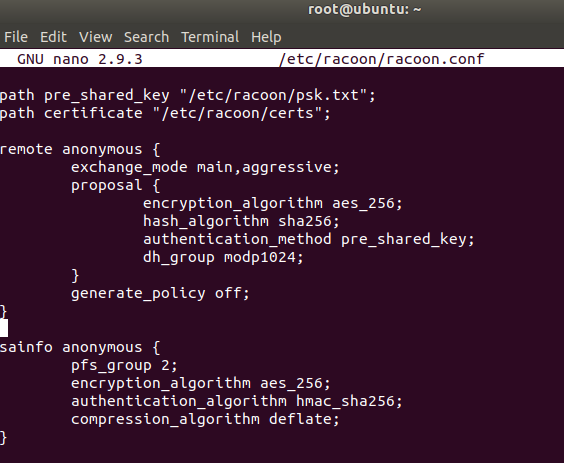 root@ubuntu: ~
File Edit View Search Terminal Help
GNU nano 2.9.3 /etc/racoon/racoon.conf
path pre_shared_key "/etc/racoon/psk.txt";
path certificate "/etc/racoon/certs";
remote anonymous {
exchange_mode main,aggressive;
proposal {
encryption_algorithm aes_256;
hash_algorithm sha256;
authentication_method pre_shared_key;
dh_group modp1024;
}
generate_policy off;
}
sainfo anonymous {
pfs_group 2;
encryption_algorithm aes_256;
authentication_algorithm hmac_sha256;
compression_algorithm deflate;
}